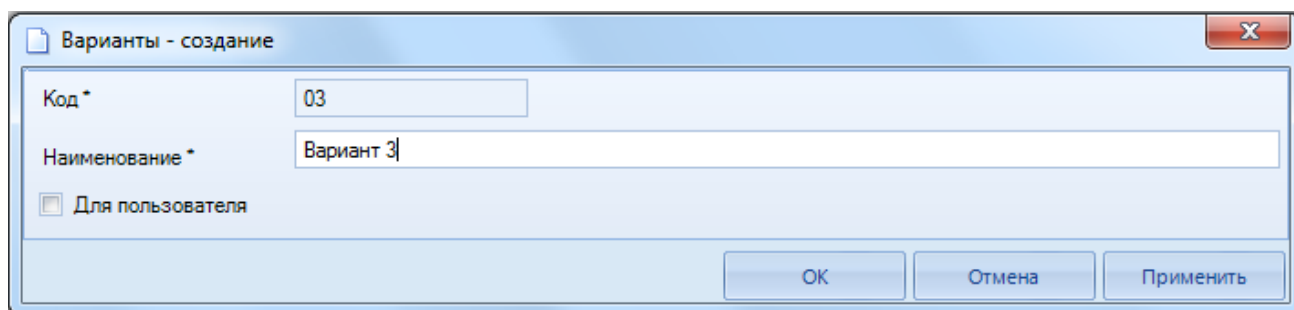 Варианты - создание
Код * 03
Наименование * Вариант 3
Для пользователя
ОК Отмена Применить